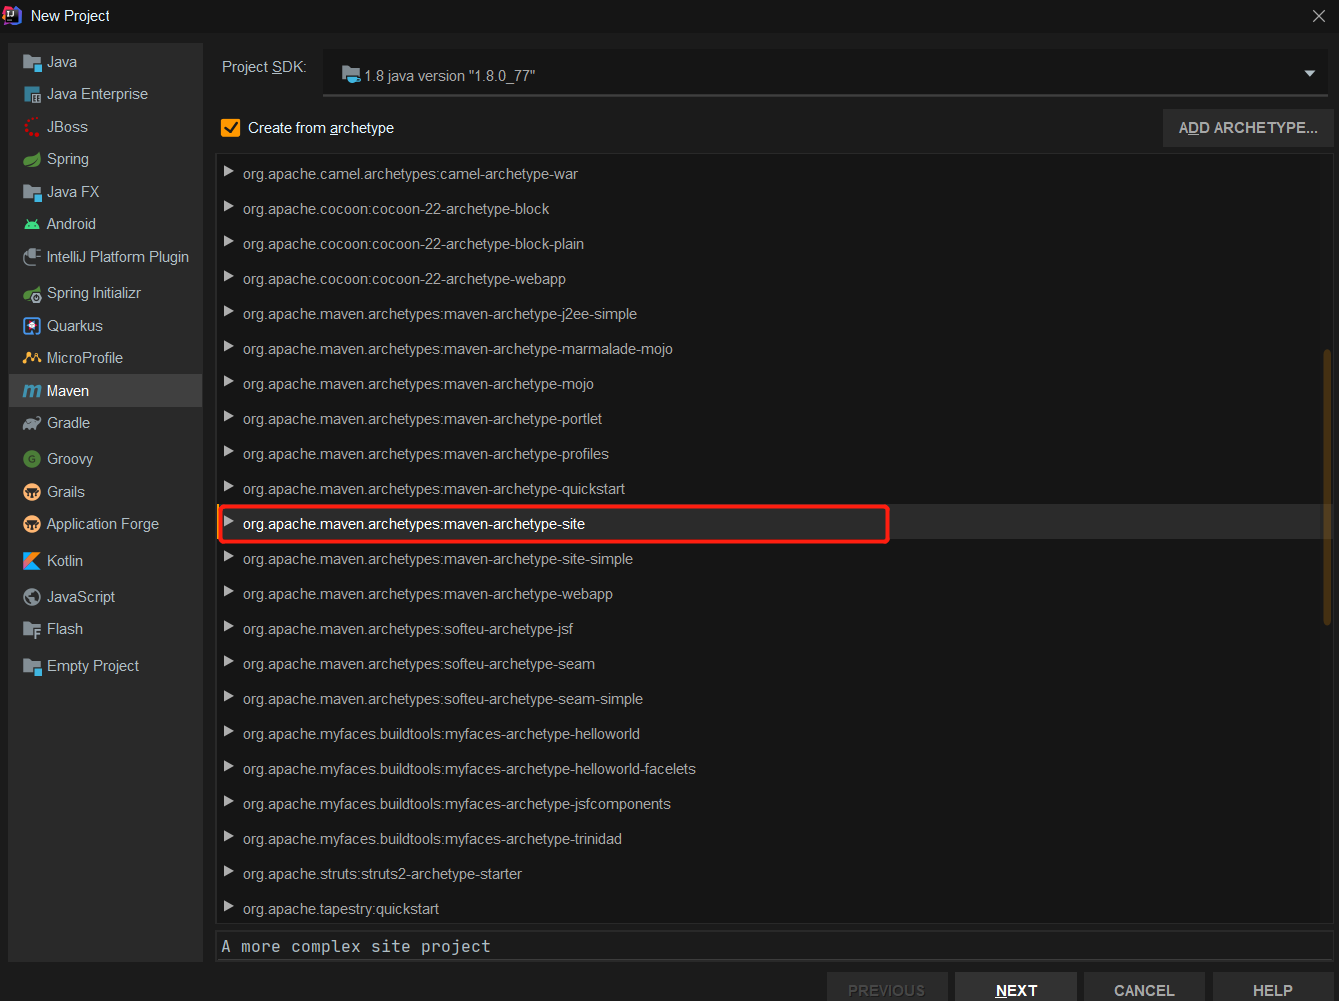 New Project
Java
Java Enterprise
JBoss
Spring
Java FX
Android
IntelliJ Platform Plugin
Spring Initializr
Quarkus
MicroProfile
Maven
Gradle
Groovy
Grails
Application Forge
Kotlin
JavaScript
Flash
Empty Project
Project SDK:
1.8 java version "1.8.0_77"
Create from archetype
ADD ARCHETYPE...
org.apache.camel.archetypes:camel-archetype-war
org.apache.cocoon:cocoon-22-archetype-block
org.apache.cocoon:cocoon-22-archetype-block-plain
org.apache.cocoon:cocoon-22-archetype-webapp
org.apache.maven.archetypes:maven-archetype-j2ee-simple
org.apache.maven.archetypes:maven-archetype-marmalade-mojo
org.apache.maven.archetypes:maven-archetype-mojo
org.apache.maven.archetypes:maven-archetype-portlet
org.apache.maven.archetypes:maven-archetype-profiles
org.apache.maven.archetypes:maven-archetype-quickstart
org.apache.maven.archetypes:maven-archetype-site
org.apache.maven.archetypes:maven-archetype-site-simple
org.apache.maven.archetypes:maven-archetype-webapp
org.apache.maven.archetypes:softeu-archetype-jsf
org.apache.maven.archetypes:softeu-archetype-seam
org.apache.maven.archetypes:softeu-archetype-seam-simple
org.apache.myfaces.buildtools:myfaces-archetype-helloworld
org.apache.myfaces.buildtools:myfaces-archetype-helloworld-facelets
org.apache.myfaces.buildtools:myfaces-archetype-jsfcomponents
org.apache.myfaces.buildtools:myfaces-archetype-trinidad
org.apache.struts:struts2-archetype-starter
org.apache.tapestry:quickstart
A more complex site project
PREVIOUS
NEXT
CANCEL
HELP